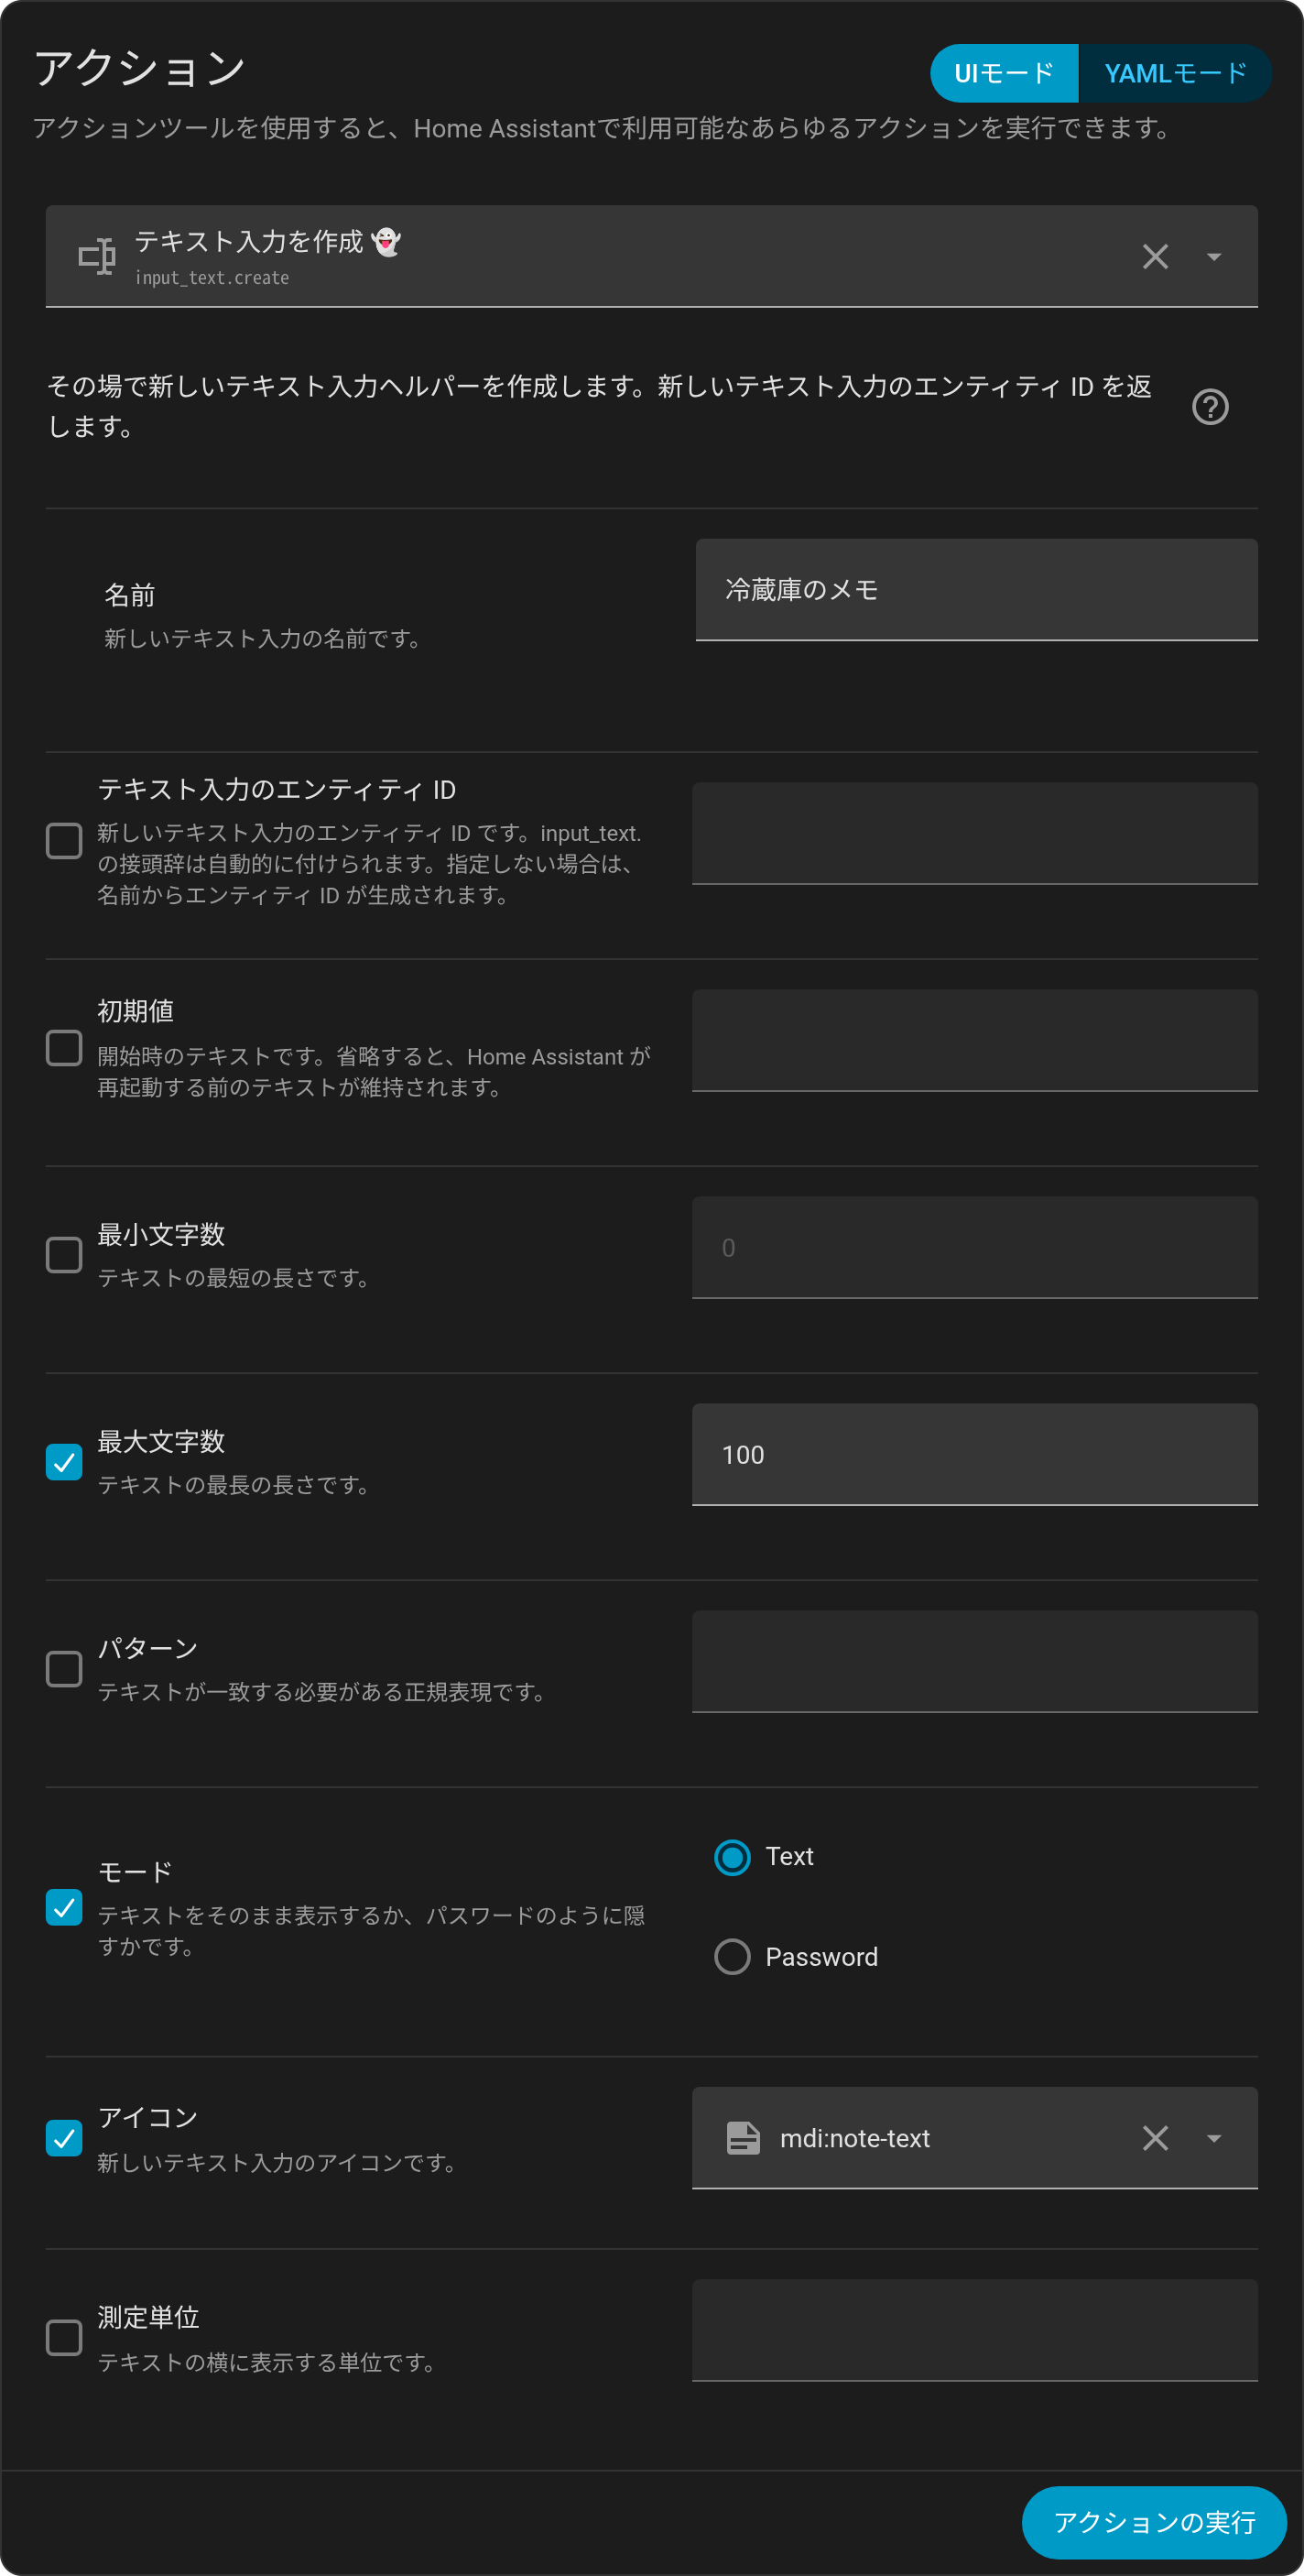 アクション
UIモード
YAMLモード
アクションツールを使用すると、Home Assistantで利用可能なあらゆるアクションを実行できます。
テキスト入力を作成 👻
input_text.create
その場で新しいテキスト入力ヘルパーを作成します。新しいテキスト入力のエンティティ ID を返
します。
名前
新しいテキスト入力の名前です。
冷蔵庫のメモ
テキスト入力のエンティティ ID
新しいテキスト入力のエンティティ ID です。input_text.
の接頭辞は自動的に付けられます。指定しない場合は、
名前からエンティティ ID が生成されます。
初期値
開始時のテキストです。省略すると、Home Assistant が
再起動する前のテキストが維持されます。
最小文字数
テキストの最短の長さです。
0
最大文字数
テキストの最長の長さです。
100
パターン
テキストが一致する必要がある正規表現です。
モード
テキストをそのまま表示するか、パスワードのように隠
すかです。
Text
Password
アイコン
新しいテキスト入力のアイコンです。
mdi:note-text
測定単位
テキストの横に表示する単位です。
アクションの実行